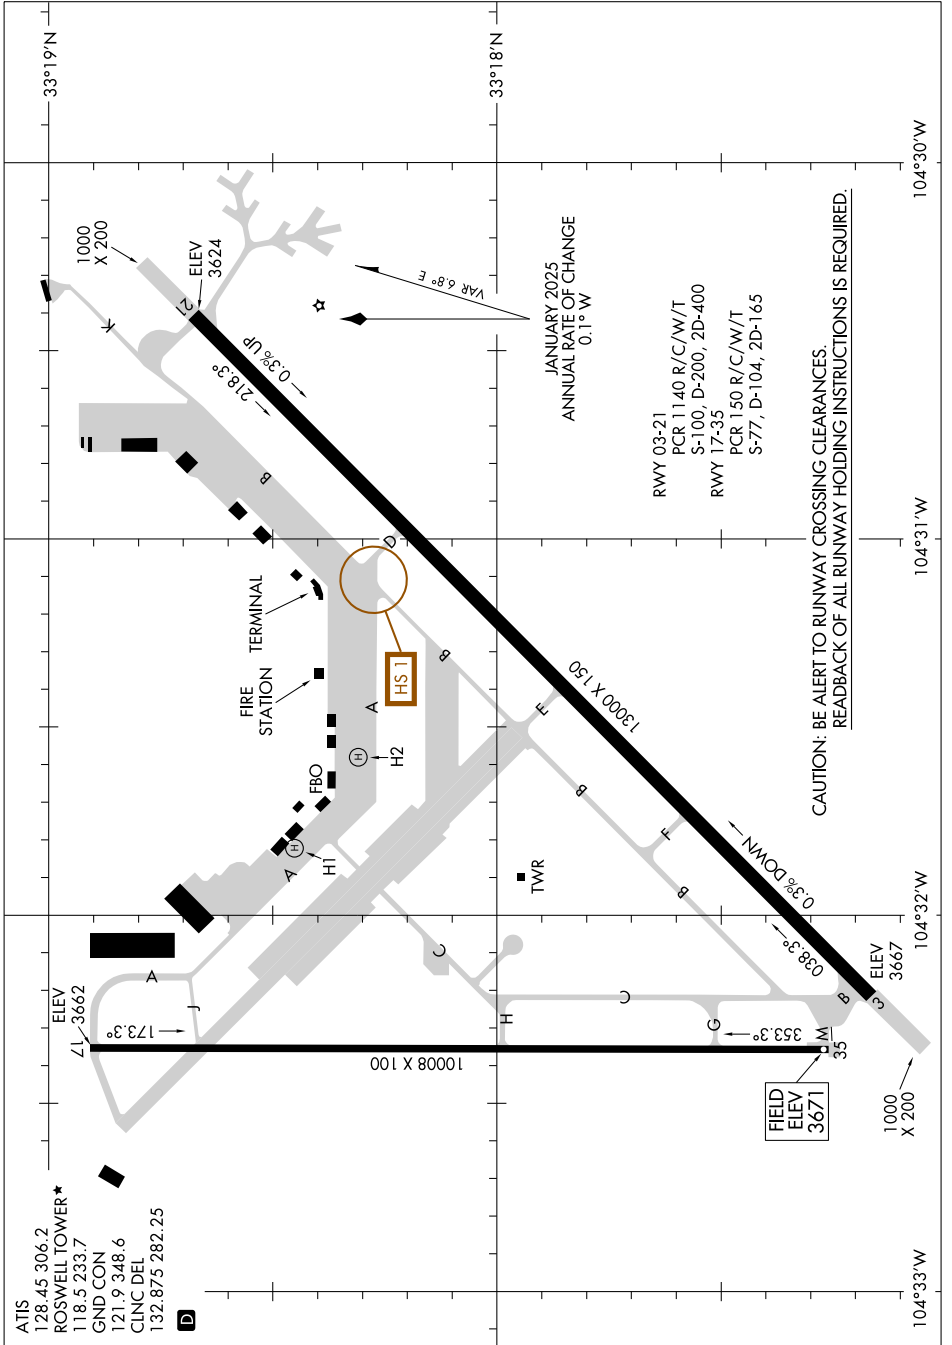 ATIS
128.45 306.2
ROSWELL TOWER★
118.5 233.7
GND CON
121.9 348.6
CLNC DEL
132.875 282.25
D
33°19'N
33°18'N
104°30'W
104°31'W
104°32'W
104°33'W
1000
X 200
K
21
ELEV
3624
218.3°
0.3% UP
VAR 6.8° E
JANUARY 2025
ANNUAL RATE OF CHANGE
0.1° W
B
D
TERMINAL
FIRE
STATION
HS 1
A
B
H
H2
FBO
H
H1
A
E
13000 X 150
B
F
B
TWR
RWY 03-21
PCR 1140 R/C/W/T
S-100, D-200, 2D-400
RWY 17-35
PCR 150 R/C/W/T
S-77, D-104, 2D-165
CAUTION: BE ALERT TO RUNWAY CROSSING CLEARANCES.
READBACK OF ALL RUNWAY HOLDING INSTRUCTIONS IS REQUIRED.
0.3% DOWN
038.3°
ELEV
3667
3
B
A
ELEV
3662
17
173.3°
J
C
H
C
G
10008 X 100
353.3°
M
35
FIELD
ELEV
3671
1000
X 200